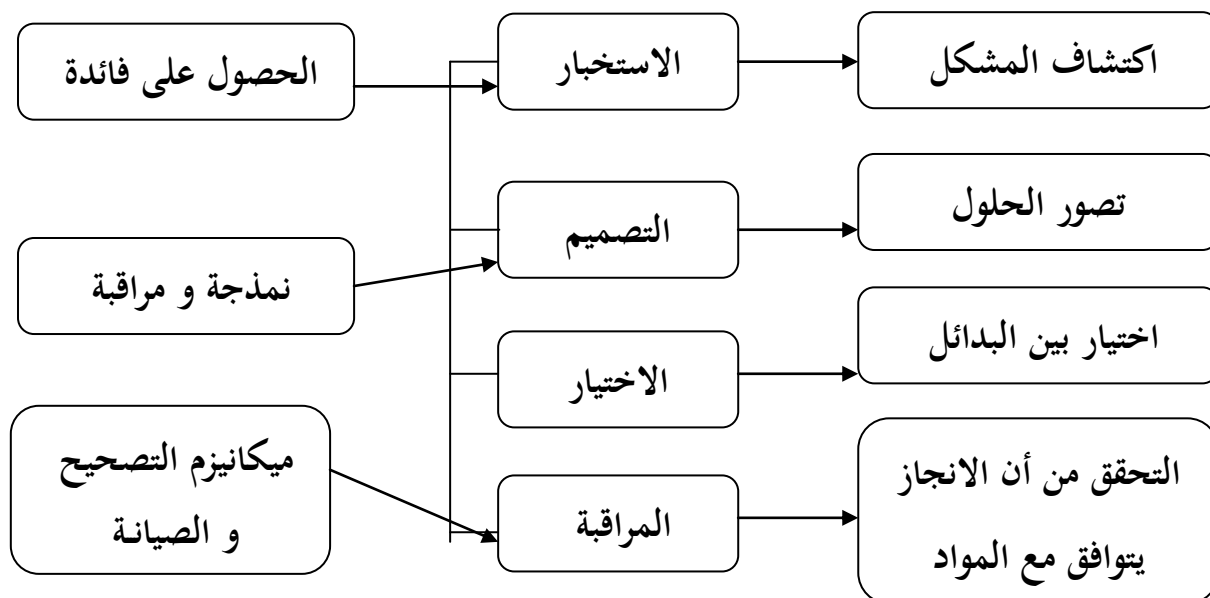 اكتشاف المشكل
الاستخبار
الحصول على فائدة
تصور الحلول
التصميم
نمذجة و مراقبة
اختيار بين البدائل
الاختيار
التحقق من أن الانجاز
يتوافق مع المواد
المراقبة
ميكانيزم التصحيح
و الصيانة